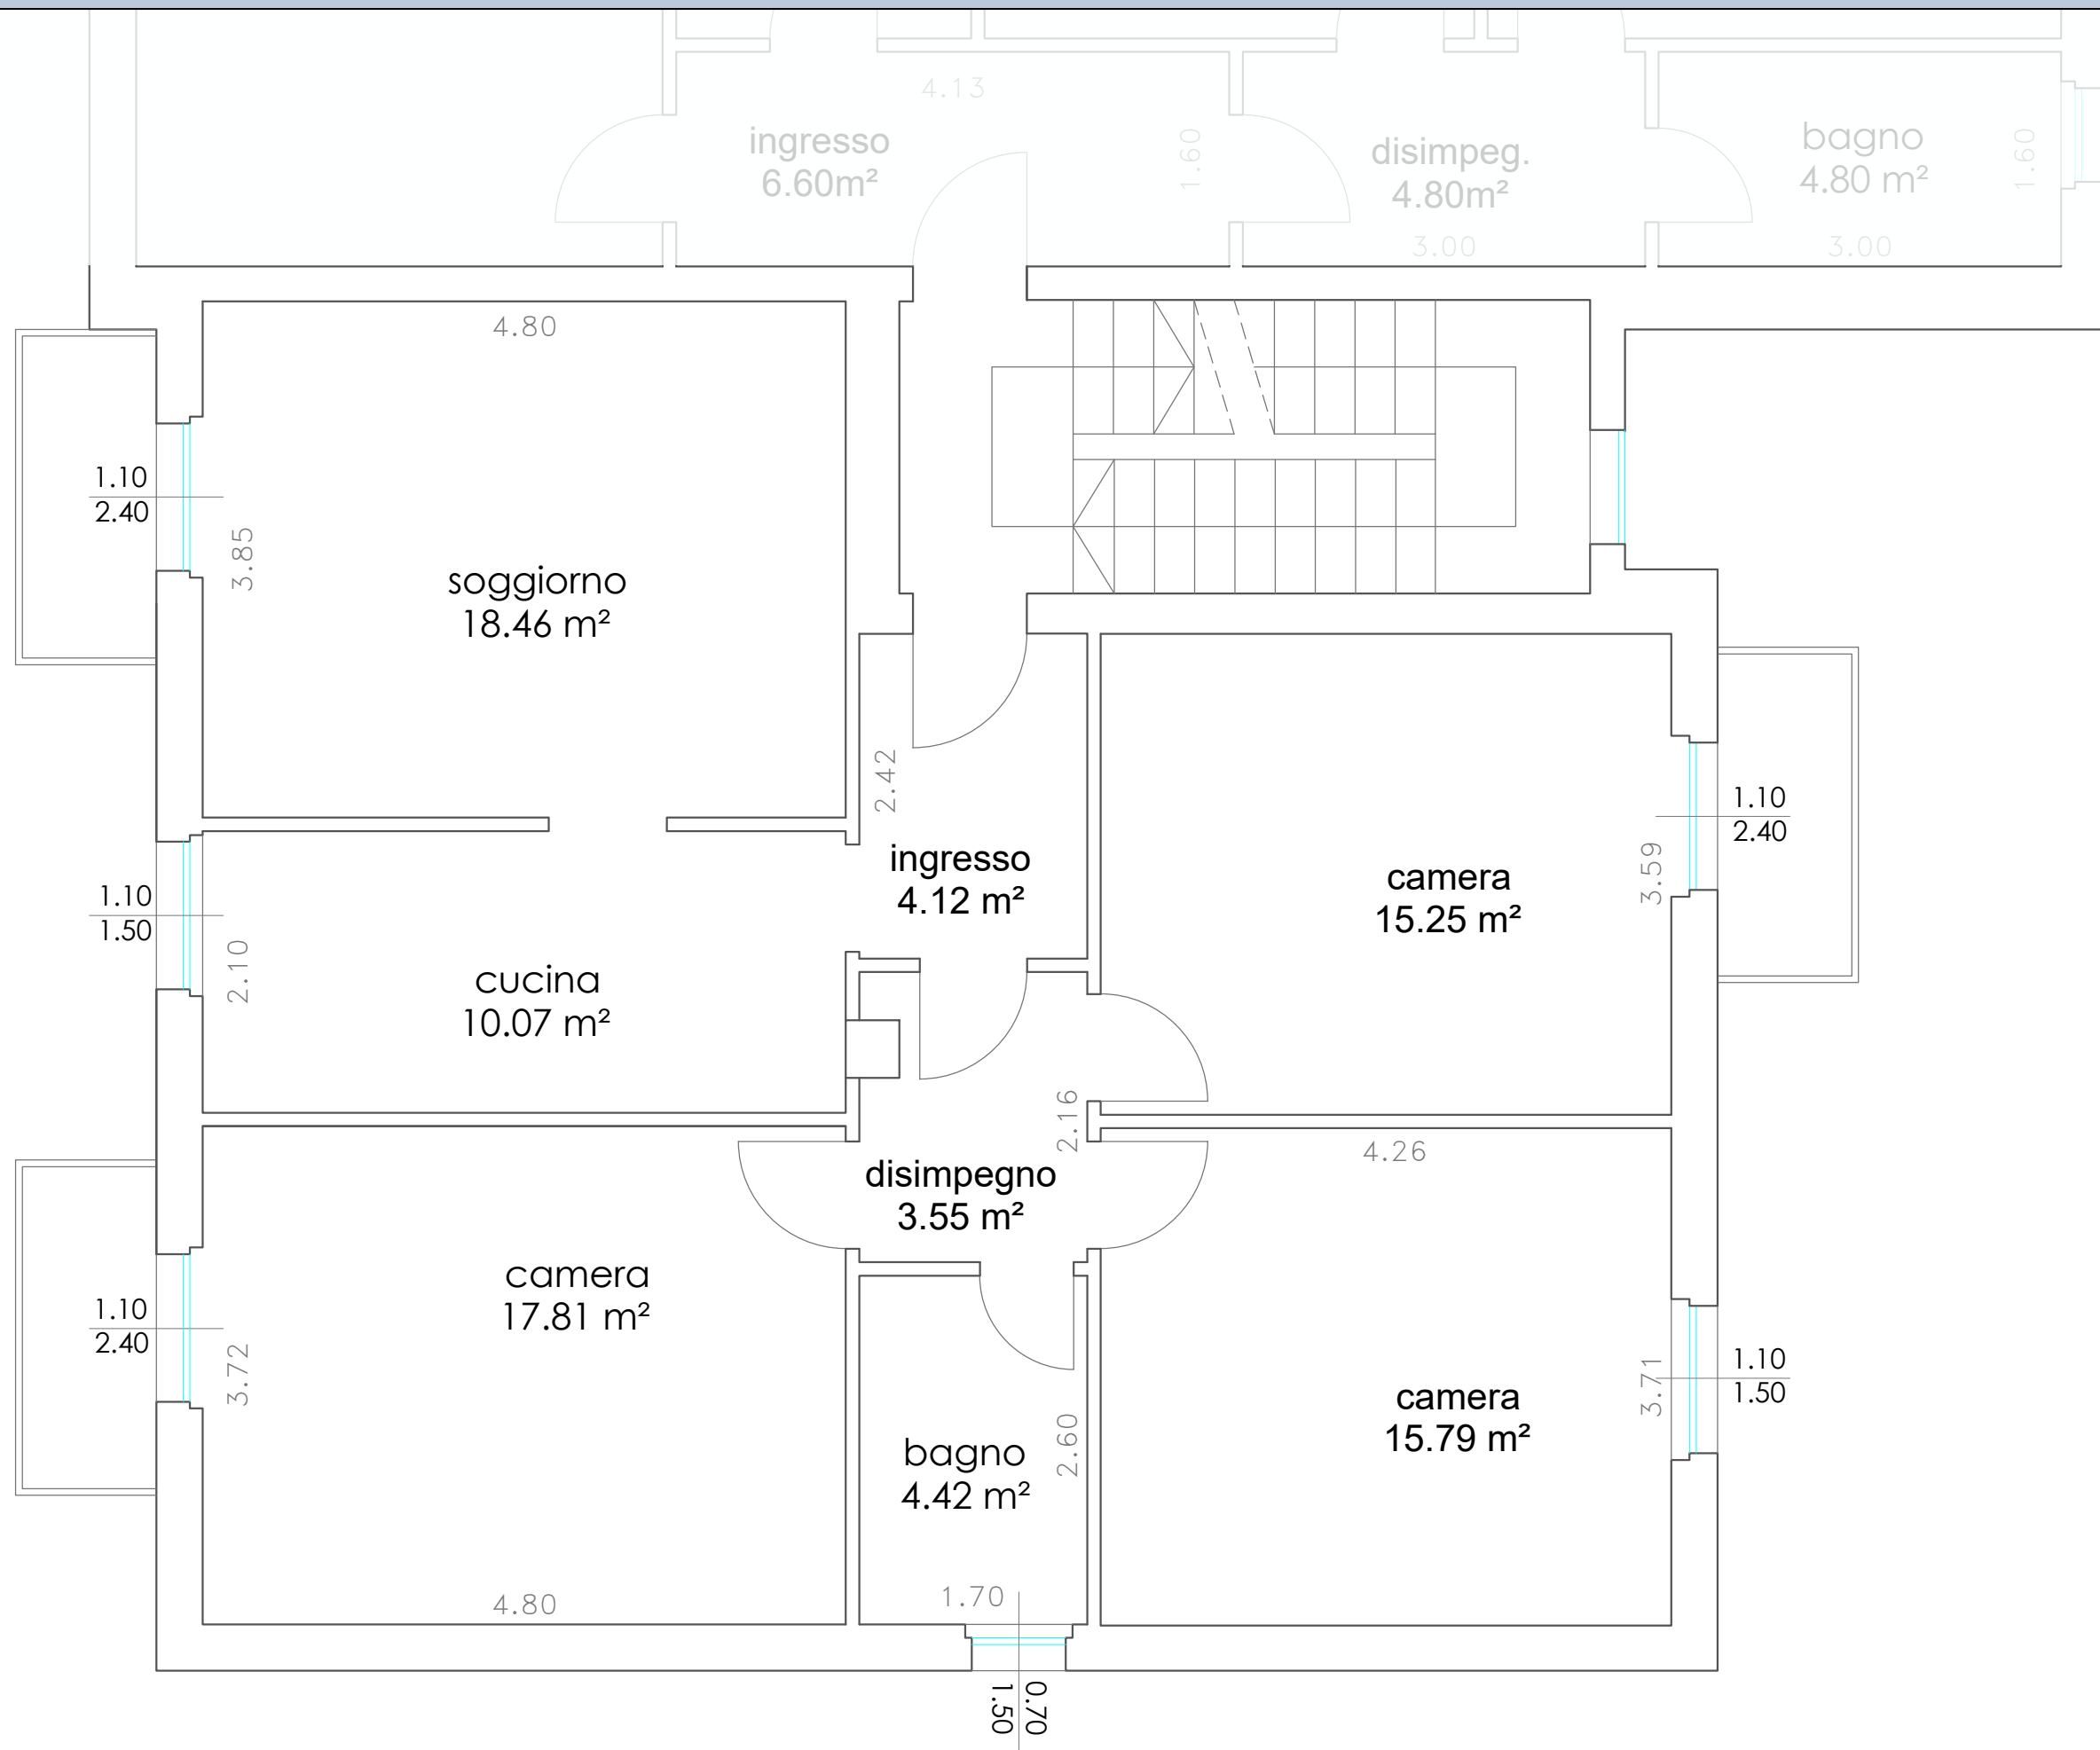 4.13
ingresso
6.60m²
1.60
disimpeg.
4.80m²
3.00
bagno
4.80 m²
1.60
3.00
4.80
1.10
2.40
3.85
soggiorno
18.46 m²
2.42
ingresso
4.12 m²
camera
15.25 m²
3.59
1.10
2.40
1.10
1.50
2.10
cucina
10.07 m²
2.16
disimpegno
3.55 m²
4.26
camera
17.81 m²
1.10
2.40
3.72
4.80
bagno
4.42 m²
2.60
1.70
camera
15.79 m²
3.71
1.10
1.50
0.70
1.50